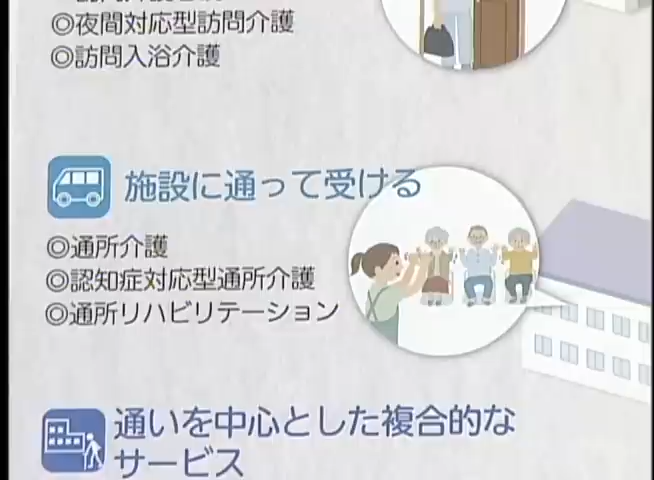 ◎夜間対応型訪問介護
◎訪問入浴介護
施設に通って受ける
◎通所介護
◎認知症対応型通所介護
◎通所リハビリテーション
通いを中心とした複合的な
サービス